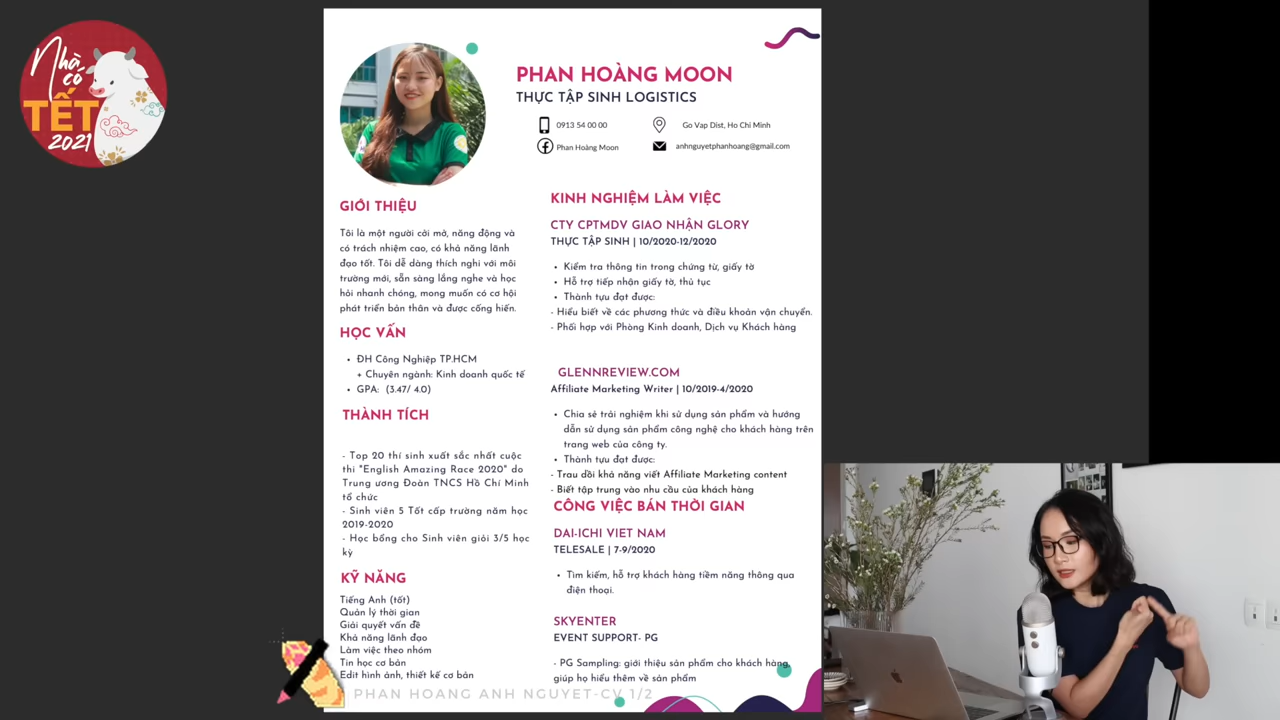 Nhà
có
TẾT
2021
PHAN HOÀNG MOON
THỰC TẬP SINH LOGISTICS
0913 54 00 00
Go Vap Dist, Ho Chi Minh
Phan Hoàng Moon
anhnguyetphanhoang@gmail.com
GIỚI THIỆU
Tôi là một người cởi mở, năng động và
có trách nhiệm cao, có khả năng lãnh
đạo tốt. Tôi dễ dàng thích nghi với môi
trường mới, sẵn sàng lắng nghe và học
hỏi nhanh chóng, mong muốn có cơ hội
phát triển bản thân và được cống hiến.
HỌC VẤN
• ĐH Công Nghiệp TP.HCM
+ Chuyên ngành: Kinh doanh quốc tế
• GPA: (3.47/ 4.0)
THÀNH TÍCH
- Top 20 thí sinh xuất sắc nhất cuộc
thi "English Amazing Race 2020" do
Trung ương Đoàn TNCS Hồ Chí Minh
tổ chức
- Sinh viên 5 Tốt cấp trường năm học
2019-2020
- Học bổng cho Sinh viên giỏi 3/5 học
kỳ
KỸ NĂNG
Tiếng Anh (tốt)
Quản lý thời gian
Giải quyết vấn đề
Khả năng lãnh đạo
Làm việc theo nhóm
Tin học cơ bản
Edit hình ảnh, thiết kế cơ bản
KINH NGHIỆM LÀM VIỆC
CTY CPTMDV GIAO NHẬN GLORY
THỰC TẬP SINH | 10/2020-12/2020
• Kiểm tra thông tin trong chứng từ, giấy tờ
• Hỗ trợ tiếp nhận giấy tờ, thủ tục
• Thành tựu đạt được:
- Hiểu biết về các phương thức và điều khoản vận chuyển.
- Phối hợp với Phòng Kinh doanh, Dịch vụ Khách hàng
GLENNREVIEW.COM
Affiliate Marketing Writer | 10/2019-4/2020
• Chia sẻ trải nghiệm khi sử dụng sản phẩm và hướng
dẫn sử dụng sản phẩm công nghệ cho khách hàng trên
trang web của công ty.
• Thành tựu đạt được:
- Trau dồi khả năng viết Affiliate Marketing content
- Biết tập trung vào nhu cầu của khách hàng
CÔNG VIỆC BÁN THỜI GIAN
DAI-ICHI VIET NAM
TELESALE | 7-9/2020
• Tìm kiếm, hỗ trợ khách hàng tiềm năng thông qua
điện thoại.
SKYENTER
EVENT SUPPORT- PG
- PG Sampling: giới thiệu sản phẩm cho khách hàng,
giúp họ hiểu thêm về sản phẩm
PHAN HOANG ANH NGUYET-CV 1/2